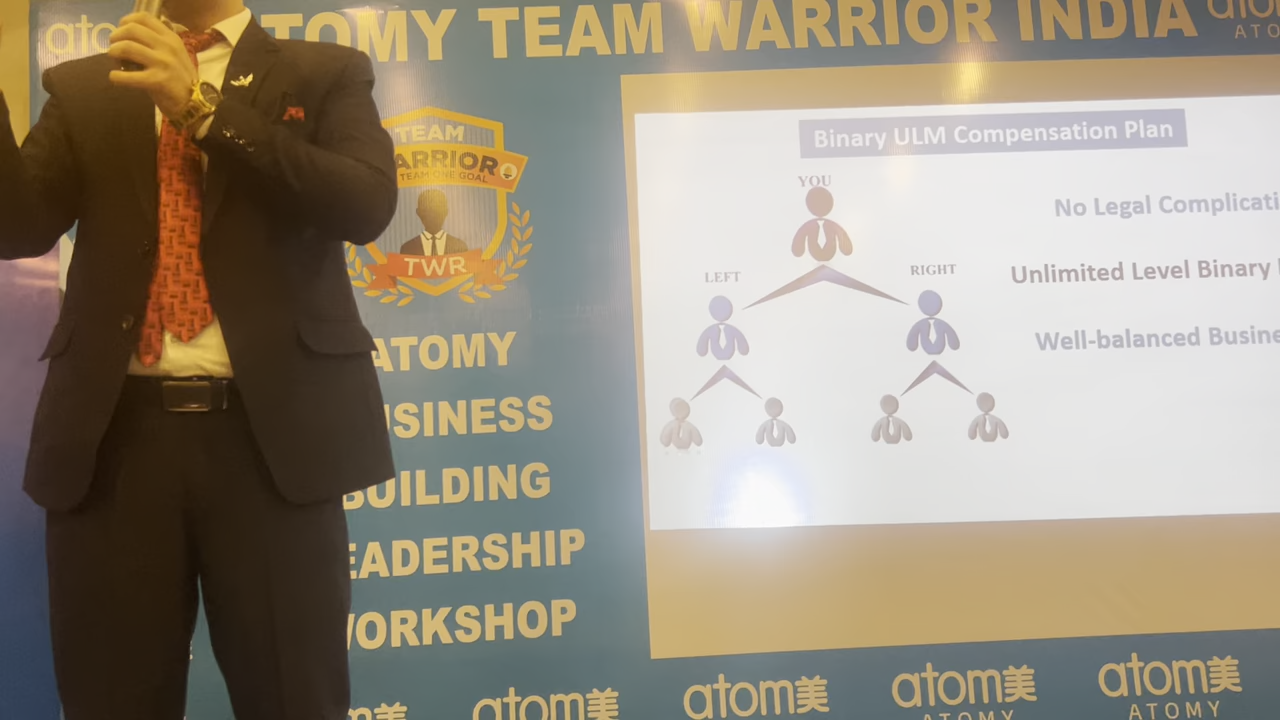 ATOMY TEAM WARRIOR INDIA
TEAM
WARRIOR
TEAM ONE GOAL
TWR
ATOMY
BUSINESS
BUILDING
LEADERSHIP
WORKSHOP
Binary ULM Compensation Plan
YOU
LEFT
RIGHT
No Legal Complicati
Unlimited Level Binary
Well-balanced Busine
atom美
atom美
ATOMY
atom美
ATOMY
atom美
ATOMY